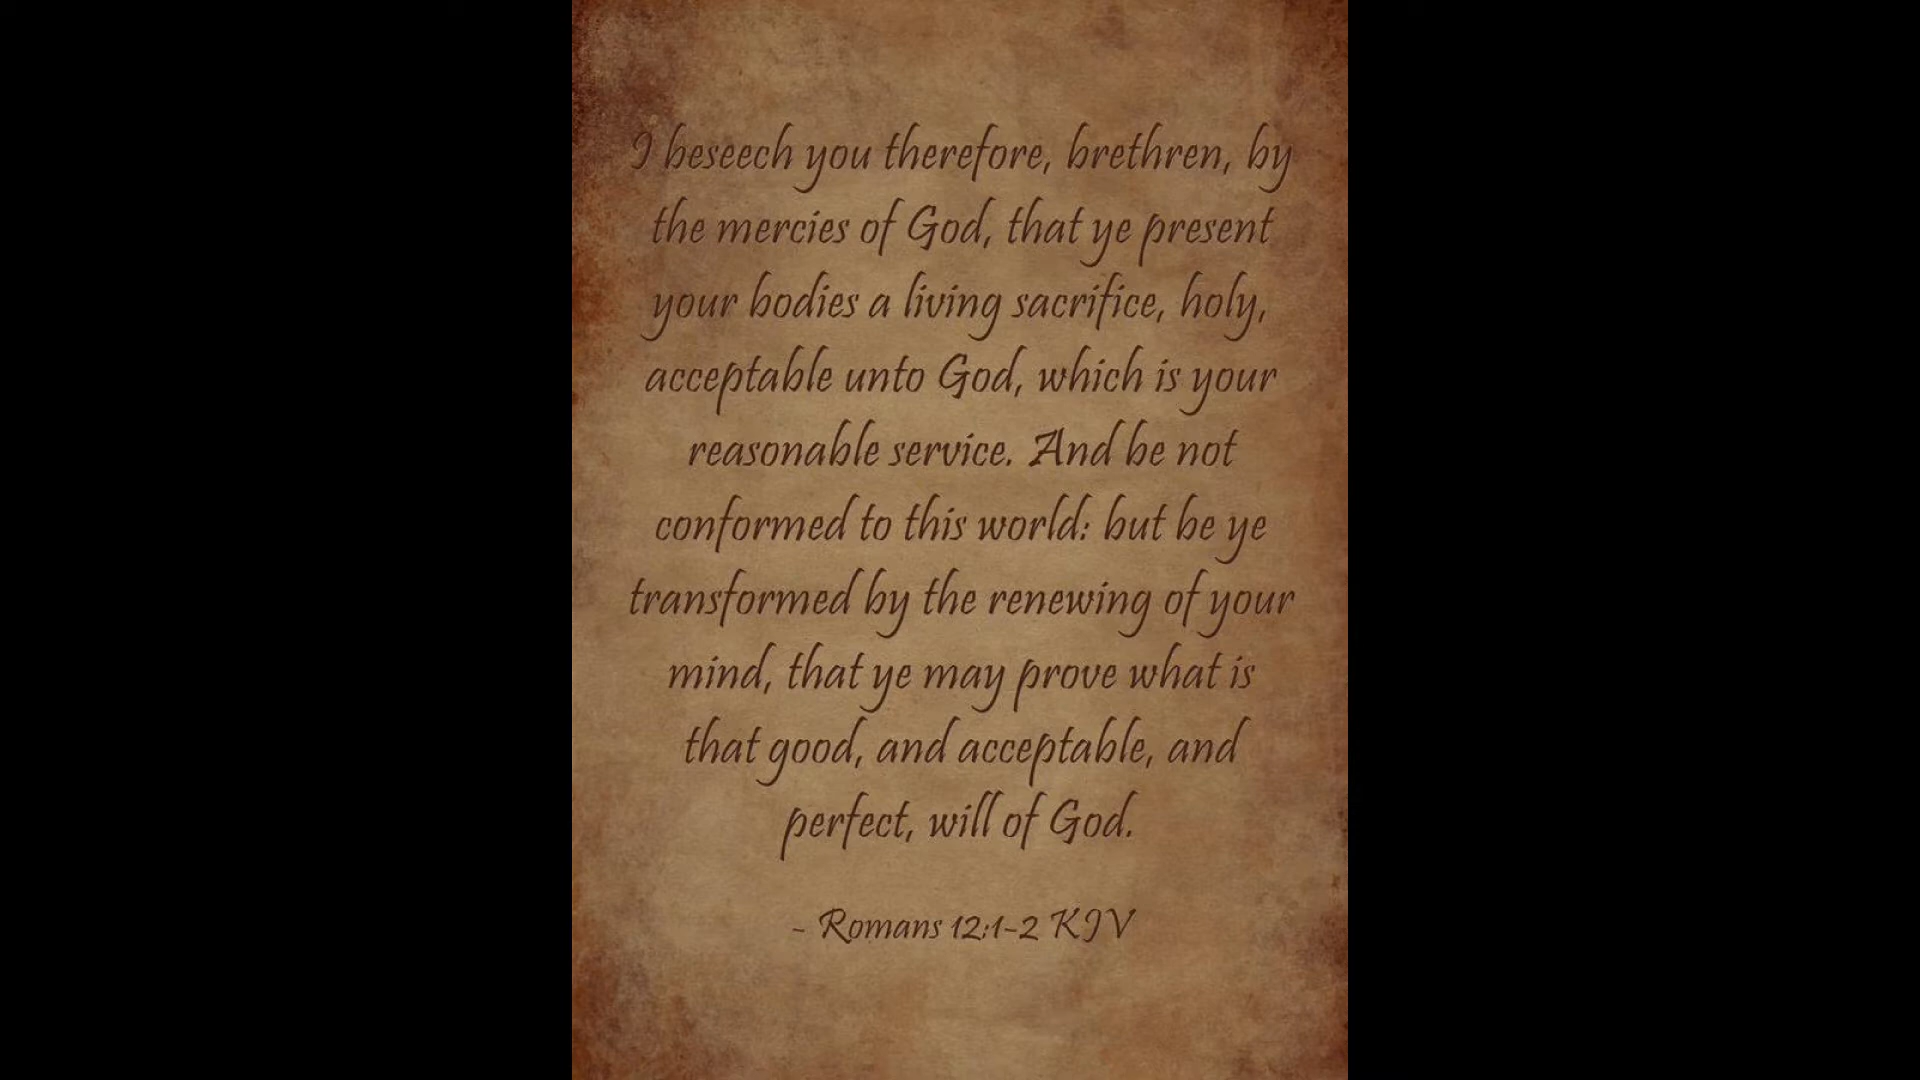 I beseech you therefore, brethren, by
the mercies of God, that ye present
your bodies a living sacrifice, holy,
acceptable unto God, which is your
reasonable service. And be not
conformed to this world: but be ye
transformed by the renewing of your
mind, that ye may prove what is
that good, and acceptable, and
perfect, will of God.
~ Romans 12:1-2 KJV